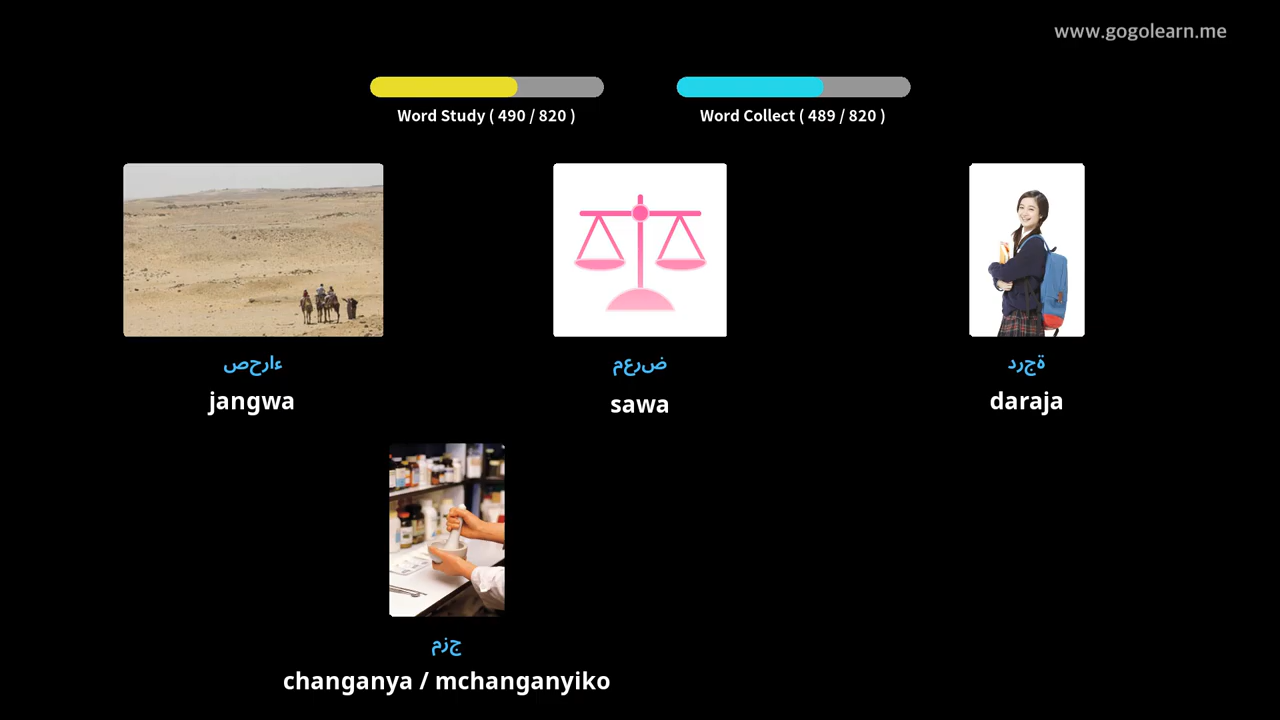 www.gogolearn.me
Word Study ( 490 / 820 )
Word Collect ( 489 / 820 )
ءارحص
jangwa
ضرعم
sawa
ةجرد
daraja
جزم
changanya / mchanganyiko